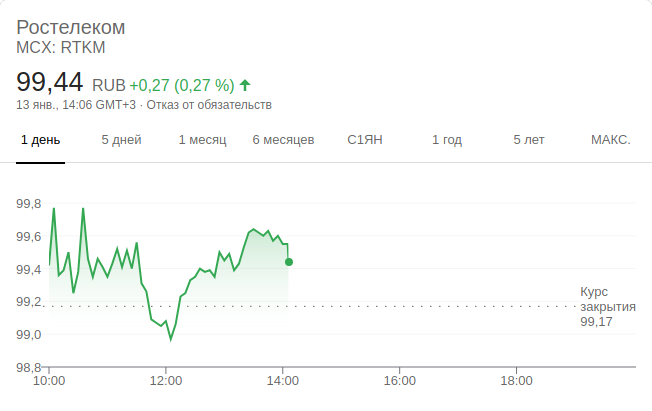 Ростелеком
MCX: RTKM
99,44 RUB +0,27 (0,27 %)
13 янв., 14:06 GMT+3 · Отказ от обязательств
1 день 5 дней 1 месяц 6 месяцев С1ЯН 1 год 5 лет МАКС.
99,8
99,6
99,4
99,2
99,0
98,8
Курс
закрытия
99,17
10:00 12:00 14:00 16:00 18:00